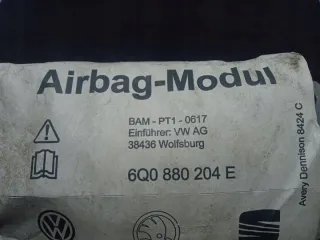 Airbag-Modul
BAM - PT1 - 0617
Einführer: VW AG
38436 Wolfsburg
6Q0 880 204 E
Avery Dennison 8424 C